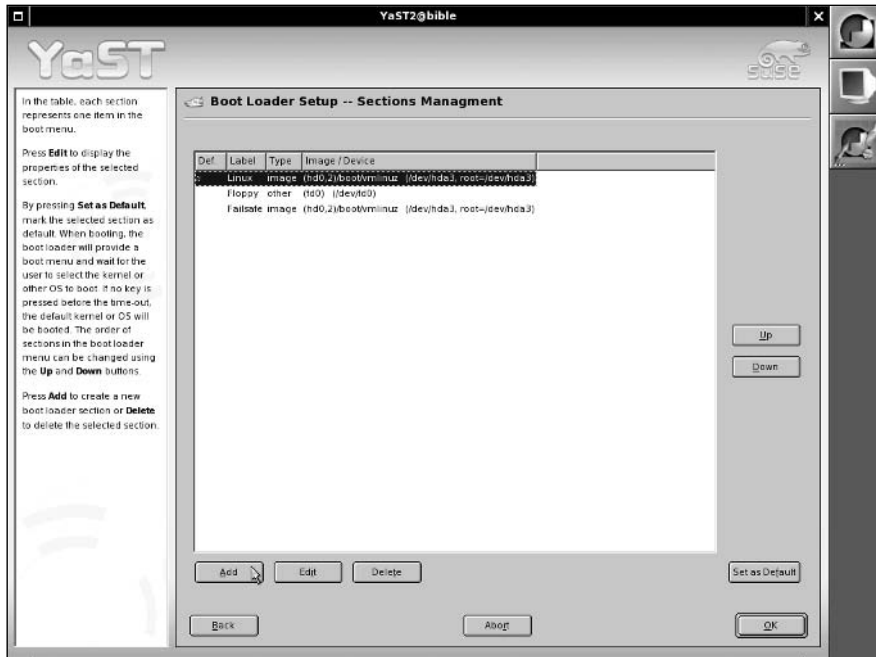 YaST2@bible
YaST
suse
In the table, each section
represents one item in the
boot menu.
Press Edit to display the
properties of the selected
section.
By pressing Set as Default,
mark the selected section as
default. When booting, the
boot loader will provide a
boot menu and wait for the
user to select the kernel or
other OS to boot. If no key is
pressed before the time-out,
the default kernel or OS will
be booted. The order of
sections in the boot loader
menu can be changed using
the Up and Down buttons.
Press Add to create a new
boot loader section or Delete
to delete the selected section.
Boot Loader Setup -- Sections Managment
Def. Label Type Image / Device
Linux image (hd0,2)/boot/vmlinuz (/dev/hda3, root=/dev/hda3)
Floppy other (fd0) (/dev/fd0)
Failsafe image (hd0,2)/boot/vmlinuz (/dev/hda3, root=/dev/hda3)
Up
Down
Add Edit Delete Set as Default
Back Abort OK